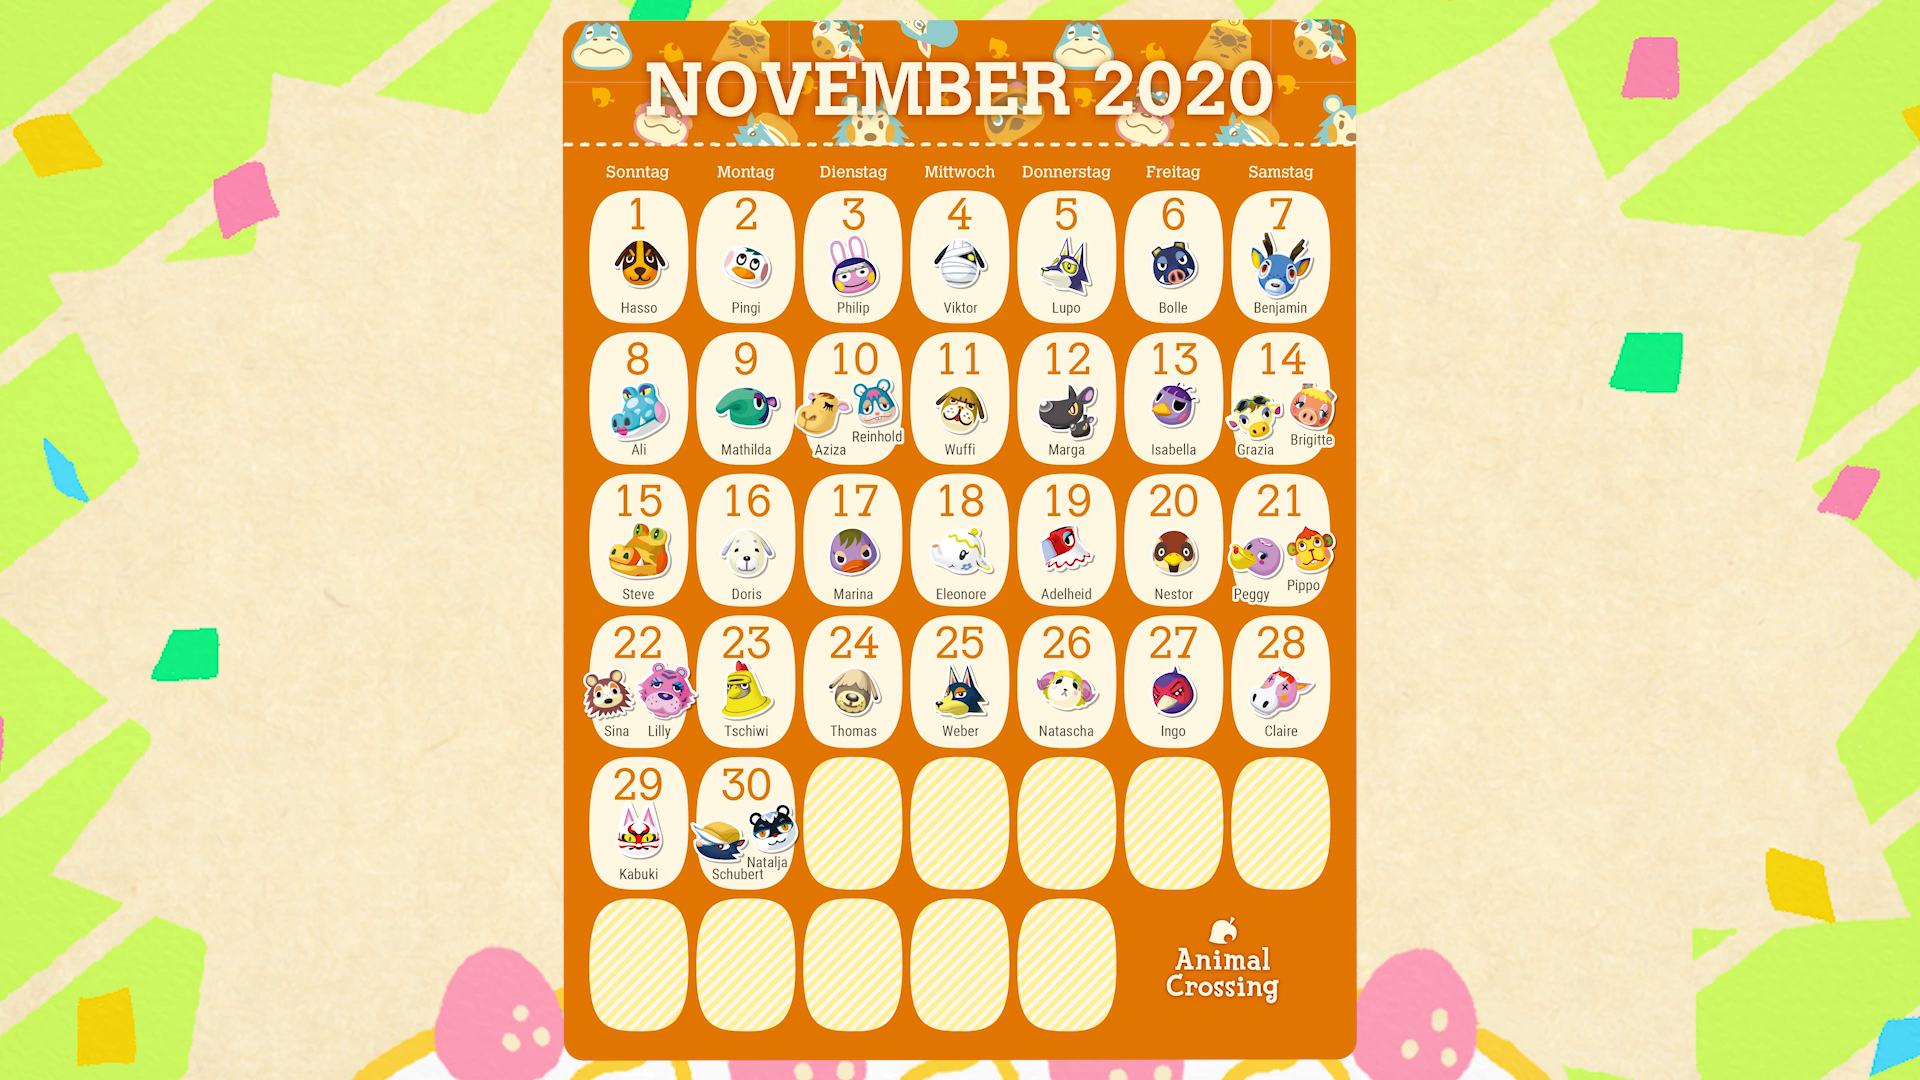 NOVEMBER 2020
Sonntag Montag Dienstag Mittwoch Donnerstag Freitag Samstag
1 2 3 4 5 6 7
Hasso Pingi Philip Viktor Lupo Bolle Benjamin
8 9 10 11 12 13 14
Ali Mathilda Aziza Reinhold Wuffi Marga Isabella Grazia Brigitte
15 16 17 18 19 20 21
Steve Doris Marina Eleonore Adelheid Nestor Peggy Pippo
22 23 24 25 26 27 28
Sina Lilly Tschiwi Thomas Weber Natascha Ingo Claire
29 30
Kabuki Schubert Natalja
Animal
Crossing